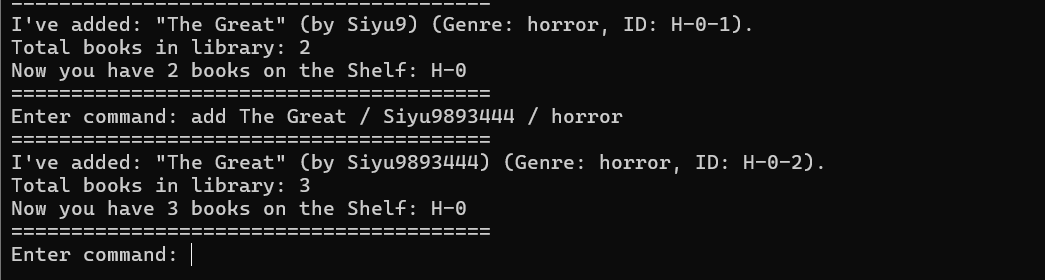 ========================================
I've added: "The Great" (by Siyu9) (Genre: horror, ID: H-0-1).
Total books in library: 2
Now you have 2 books on the Shelf: H-0
========================================
Enter command: add The Great / Siyu9893444 / horror
========================================
I've added: "The Great" (by Siyu9893444) (Genre: horror, ID: H-0-2).
Total books in library: 3
Now you have 3 books on the Shelf: H-0
========================================
Enter command: